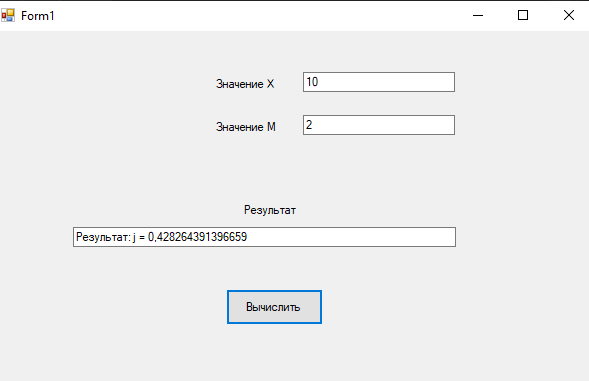 Form1
Значение X
10
Значение М
2
Результат
Результат: j = 0,428264391396659
Вычислить